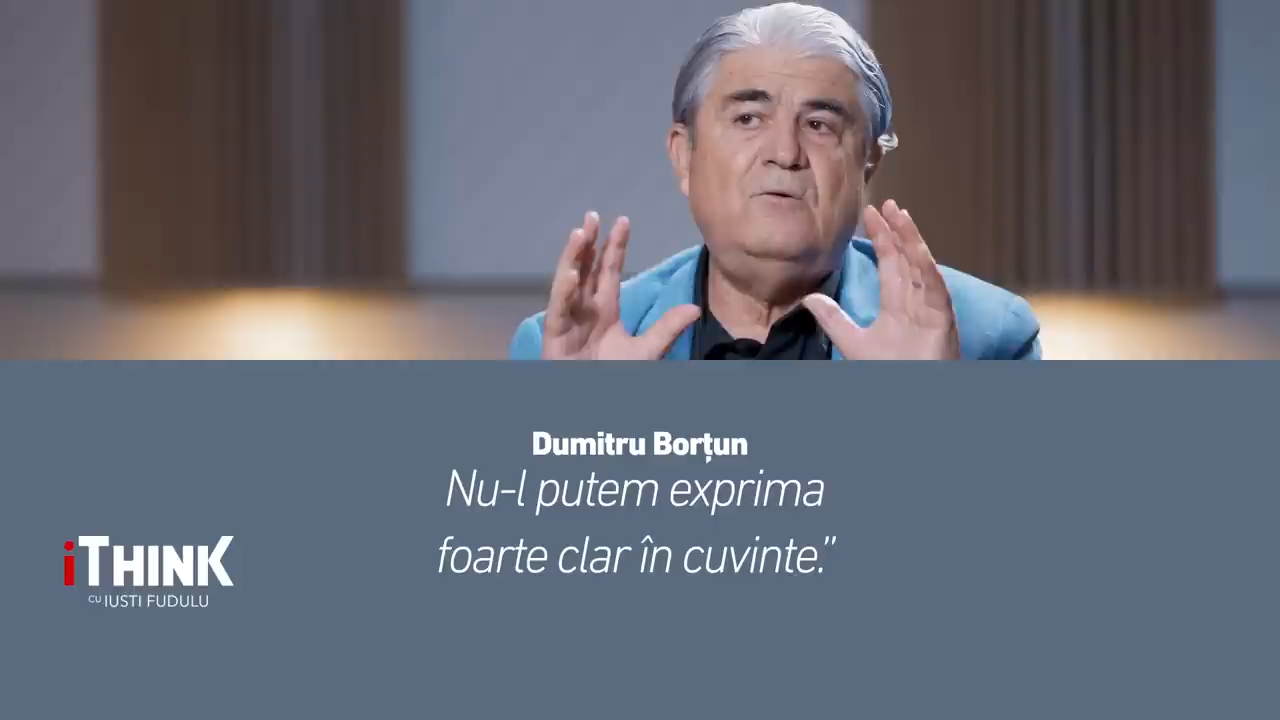 Dumitru Borțun
Nu-l putem exprima
foarte clar în cuvinte.”
iTHINK
CU IUSTI FUDULU